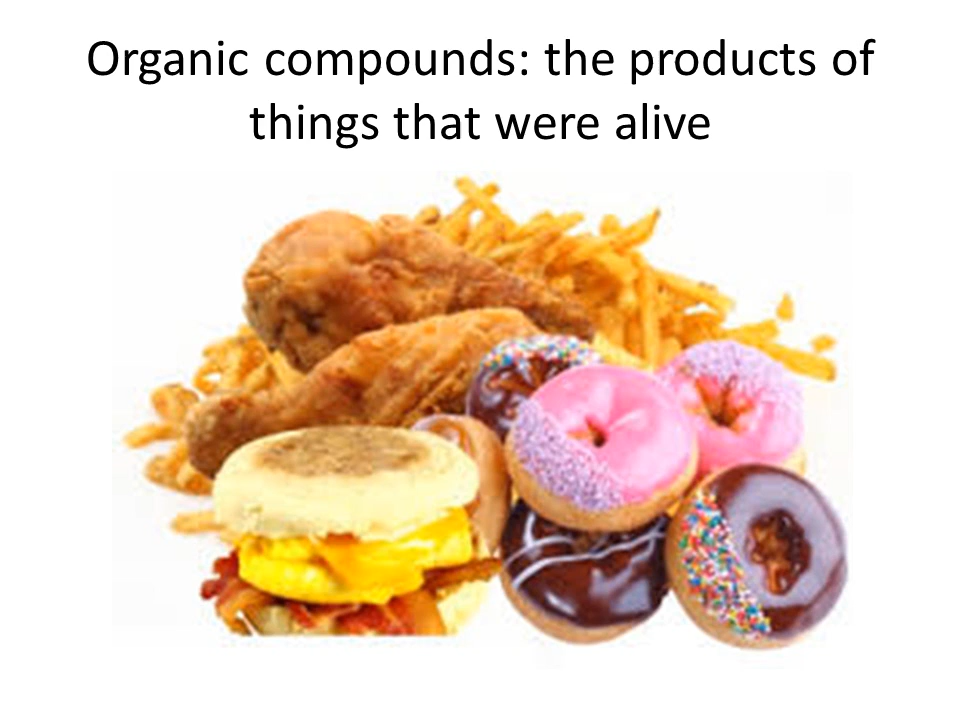 Organic compounds: the products of
things that were alive